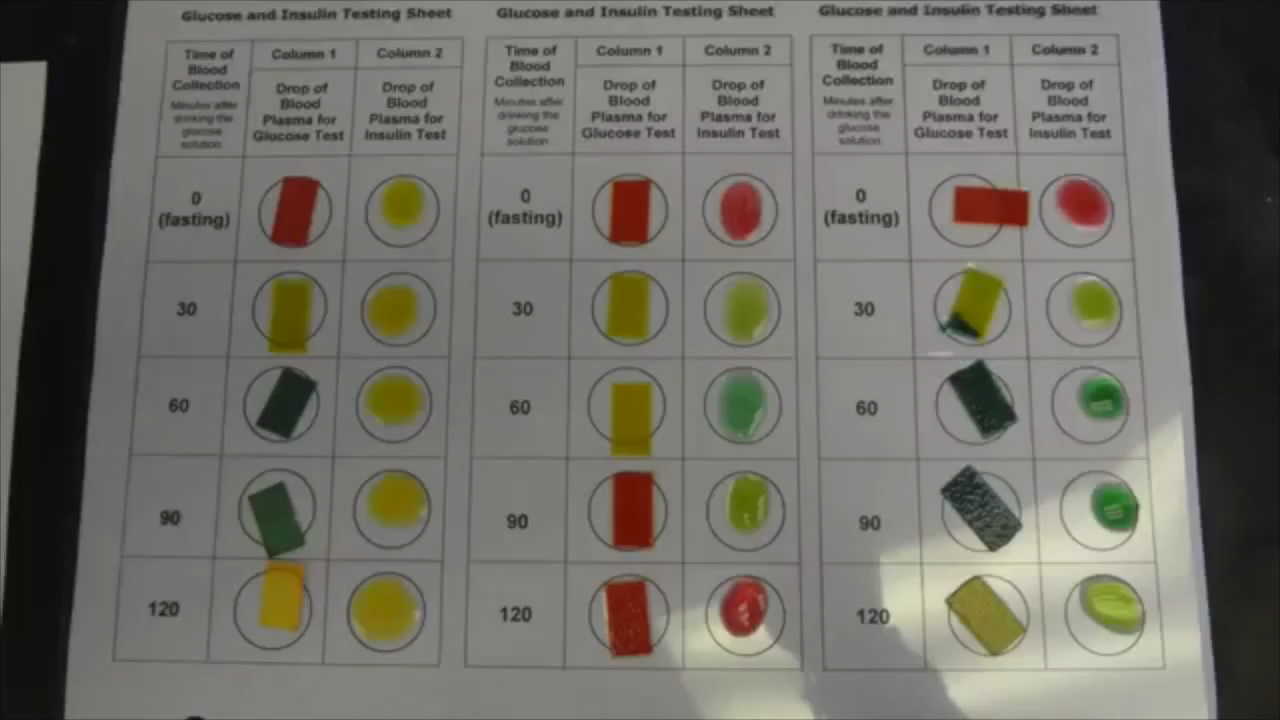 Glucose and Insulin Testing Sheet
Time of
Blood
Collection
Minutes after
drinking the
glucose
solution
Column 1
Column 2
Drop of
Blood
Plasma for
Glucose Test
Drop of
Blood
Plasma for
Insulin Test
0
(fasting)
30
60
90
120
Glucose and Insulin Testing Sheet
Time of
Blood
Collection
Minutes after
drinking the
glucose
solution
Column 1
Column 2
Drop of
Blood
Plasma for
Glucose Test
Drop of
Blood
Plasma for
Insulin Test
0
(fasting)
30
60
90
120
Glucose and Insulin Testing Sheet
Time of
Blood
Collection
Minutes after
drinking the
glucose
solution
Column 1
Column 2
Drop of
Blood
Plasma for
Glucose Test
Drop of
Blood
Plasma for
Insulin Test
0
(fasting)
30
60
90
120